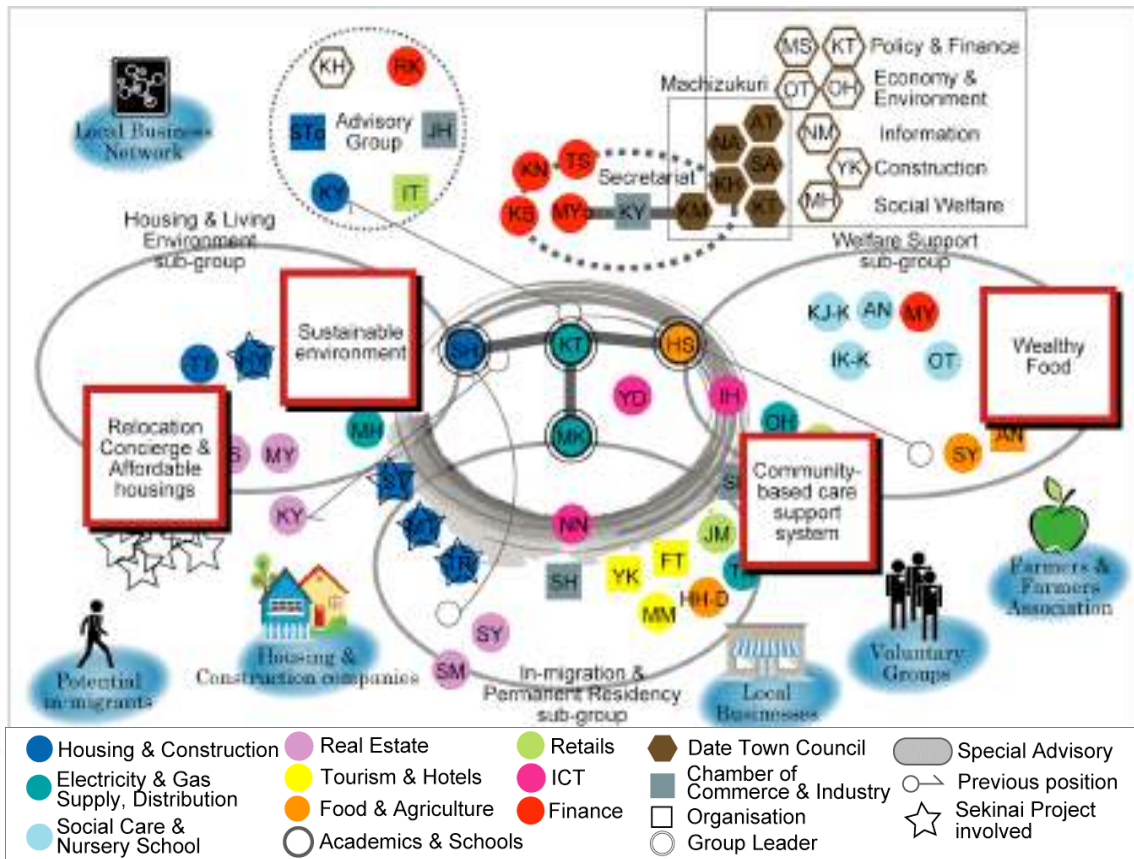 KH
RK
MS
KT
Policy & Finance
Machizukuri
OT
OH
Economy &
Environment
STo
Advisory
Group
JH
AT
NM
Information
Local Business
Network
NA
KN
TS
SA
YK
Construction
Secretariat
KH
KY
IT
KS
MY
KY
KM
KT
MH
Social Welfare
Housing & Living
Environment
sub-group
Welfare Support
sub-group
KJ-K
AN
MY
Sustainable
environment
SH
KT
HS
IK-K
OT
Wealthy
Food
YD
IH
Relocation
Concierge &
Affordable
housings
MH
MK
OH
AN
SY
S
MY
Community-
based care
support
system
ST
KY
MT
NN
JM
TR
SH
YK
FT
T
MM
HH-D
Farmers &
Farmers
Association
SY
SM
Potential
in-migrants
Housing &
Construction companies
In-migration &
Permanent Residency
sub-group
Local
Businesses
Voluntary
Groups
Housing & Construction
Electricity & Gas
Supply, Distribution
Social Care &
Nursery School
Real Estate
Tourism & Hotels
Food & Agriculture
Academics & Schools
Retails
ICT
Finance
Date Town Council
Chamber of
Commerce & Industry
Organisation
Group Leader
Special Advisory
Previous position
Sekinai Project
involved